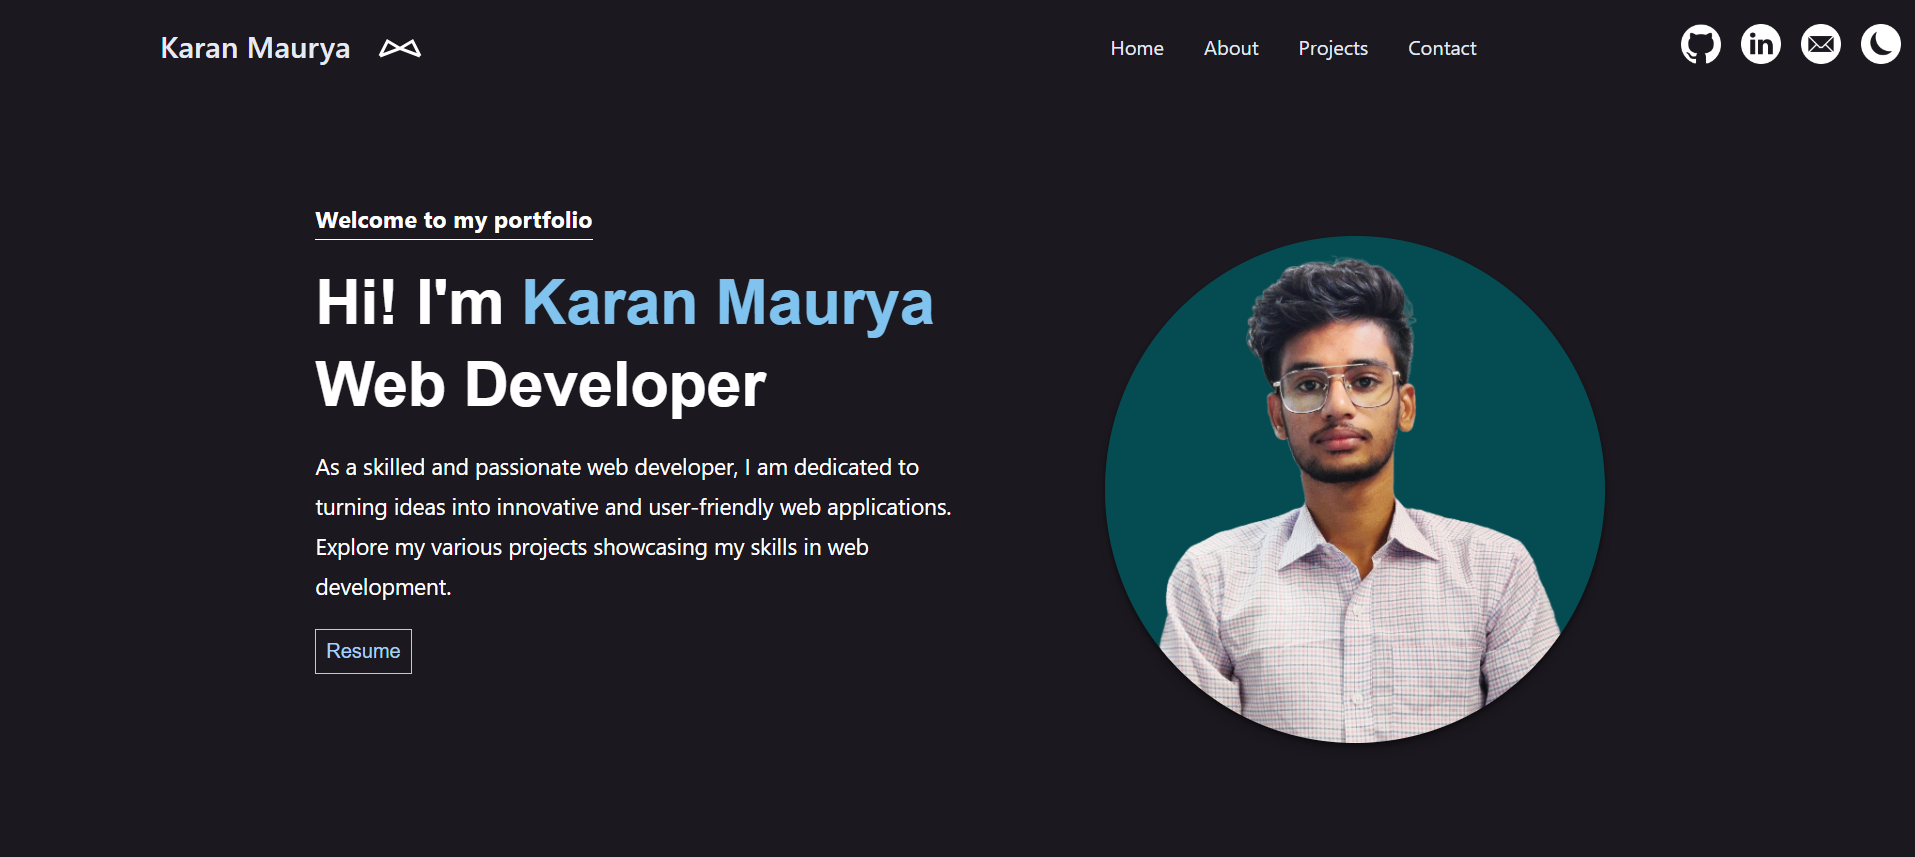 Karan Maurya
Home About Projects Contact
in
Welcome to my portfolio
Hi! I'm Karan Maurya
Web Developer
As a skilled and passionate web developer, I am dedicated to
turning ideas into innovative and user-friendly web applications.
Explore my various projects showcasing my skills in web
development.
Resume